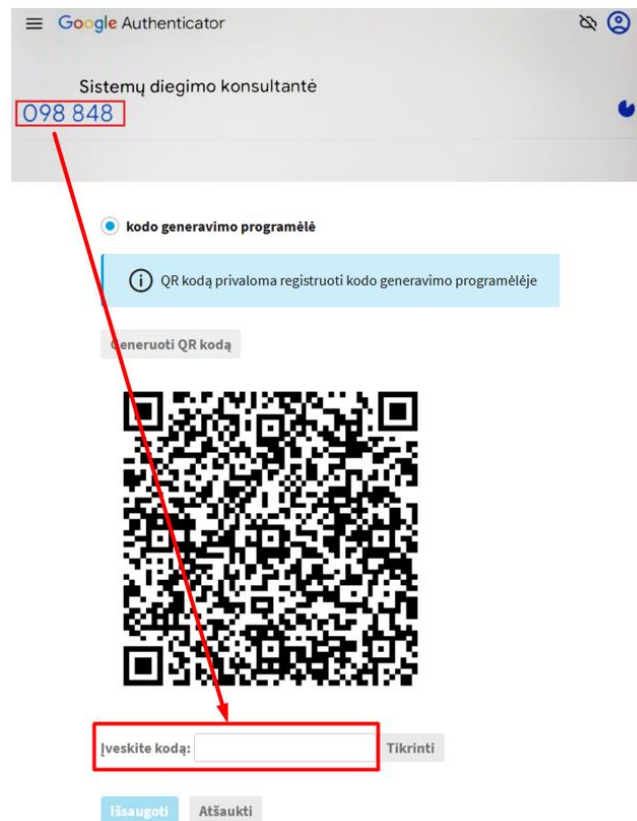 Google Authenticator
Sistemų diegimo konsultantė
098 848
kodo generavimo programėlė
QR kodą privaloma registruoti kodo generavimo programėlėje
Generuoti QR kodą
Įveskite kodą: Tikrinti
Išsaugoti Atšaukti